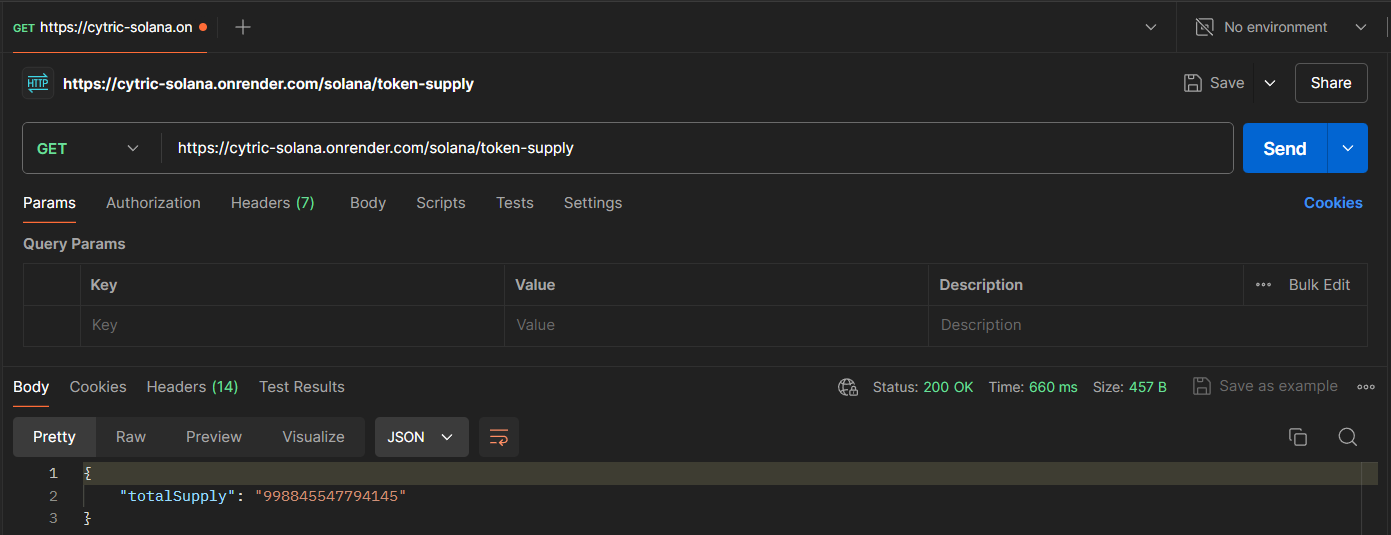 GET https://cytric-solana.on
No environment
HTTP https://cytric-solana.onrender.com/solana/token-supply
Save
Share
GET https://cytric-solana.onrender.com/solana/token-supply
Send
Params Authorization Headers (7) Body Scripts Tests Settings Cookies
Query Params
Key Value Description Bulk Edit
Key Value Description
Body Cookies Headers (14) Test Results Status: 200 OK Time: 660 ms Size: 457 B Save as example
Pretty Raw Preview Visualize JSON
1 {
2 "totalSupply": "998845547794145"
3 }